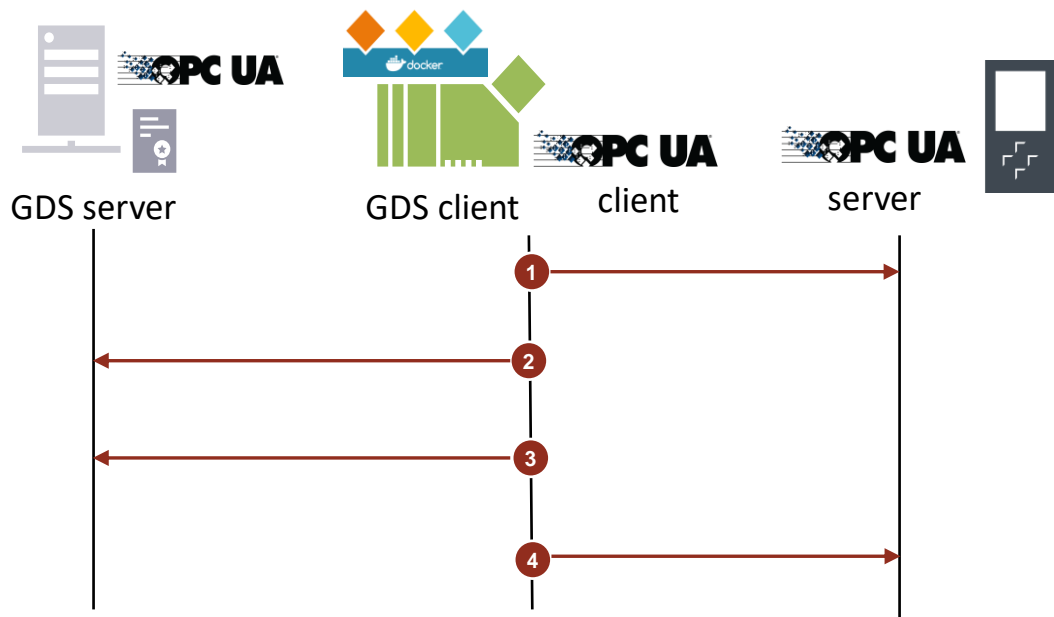 docker
OPC UA
OPC UA
OPC UA
GDS server
GDS client
client
server
1
2
3
4